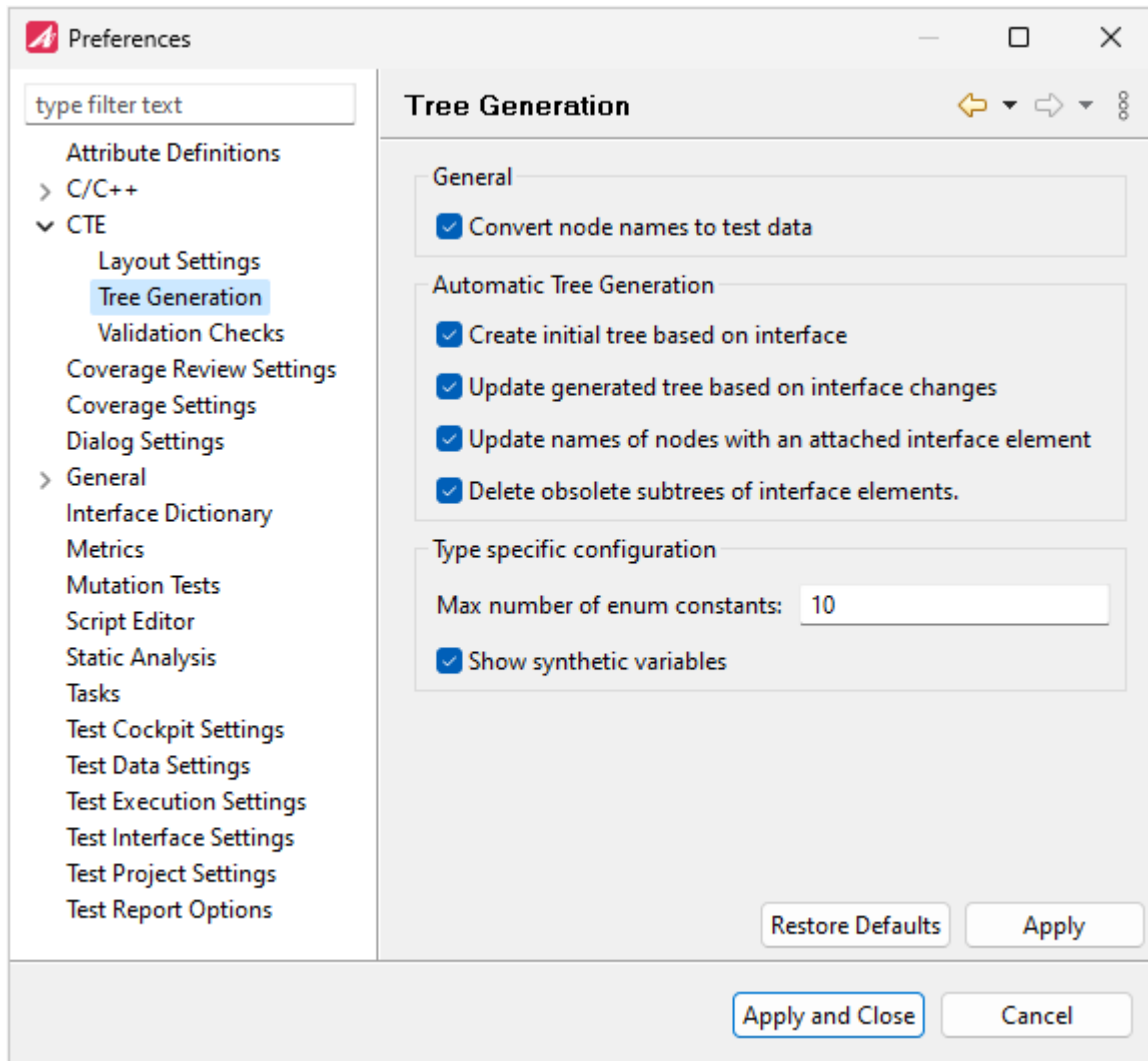 Preferences
type filter text
Attribute Definitions
C/C++
CTE
Layout Settings
Tree Generation
Validation Checks
Coverage Review Settings
Coverage Settings
Dialog Settings
General
Interface Dictionary
Metrics
Mutation Tests
Script Editor
Static Analysis
Tasks
Test Cockpit Settings
Test Data Settings
Test Execution Settings
Test Interface Settings
Test Project Settings
Test Report Options
Tree Generation
General
Convert node names to test data
Automatic Tree Generation
Create initial tree based on interface
Update generated tree based on interface changes
Update names of nodes with an attached interface element
Delete obsolete subtrees of interface elements.
Type specific configuration
Max number of enum constants: 10
Show synthetic variables
Restore Defaults Apply
Apply and Close Cancel